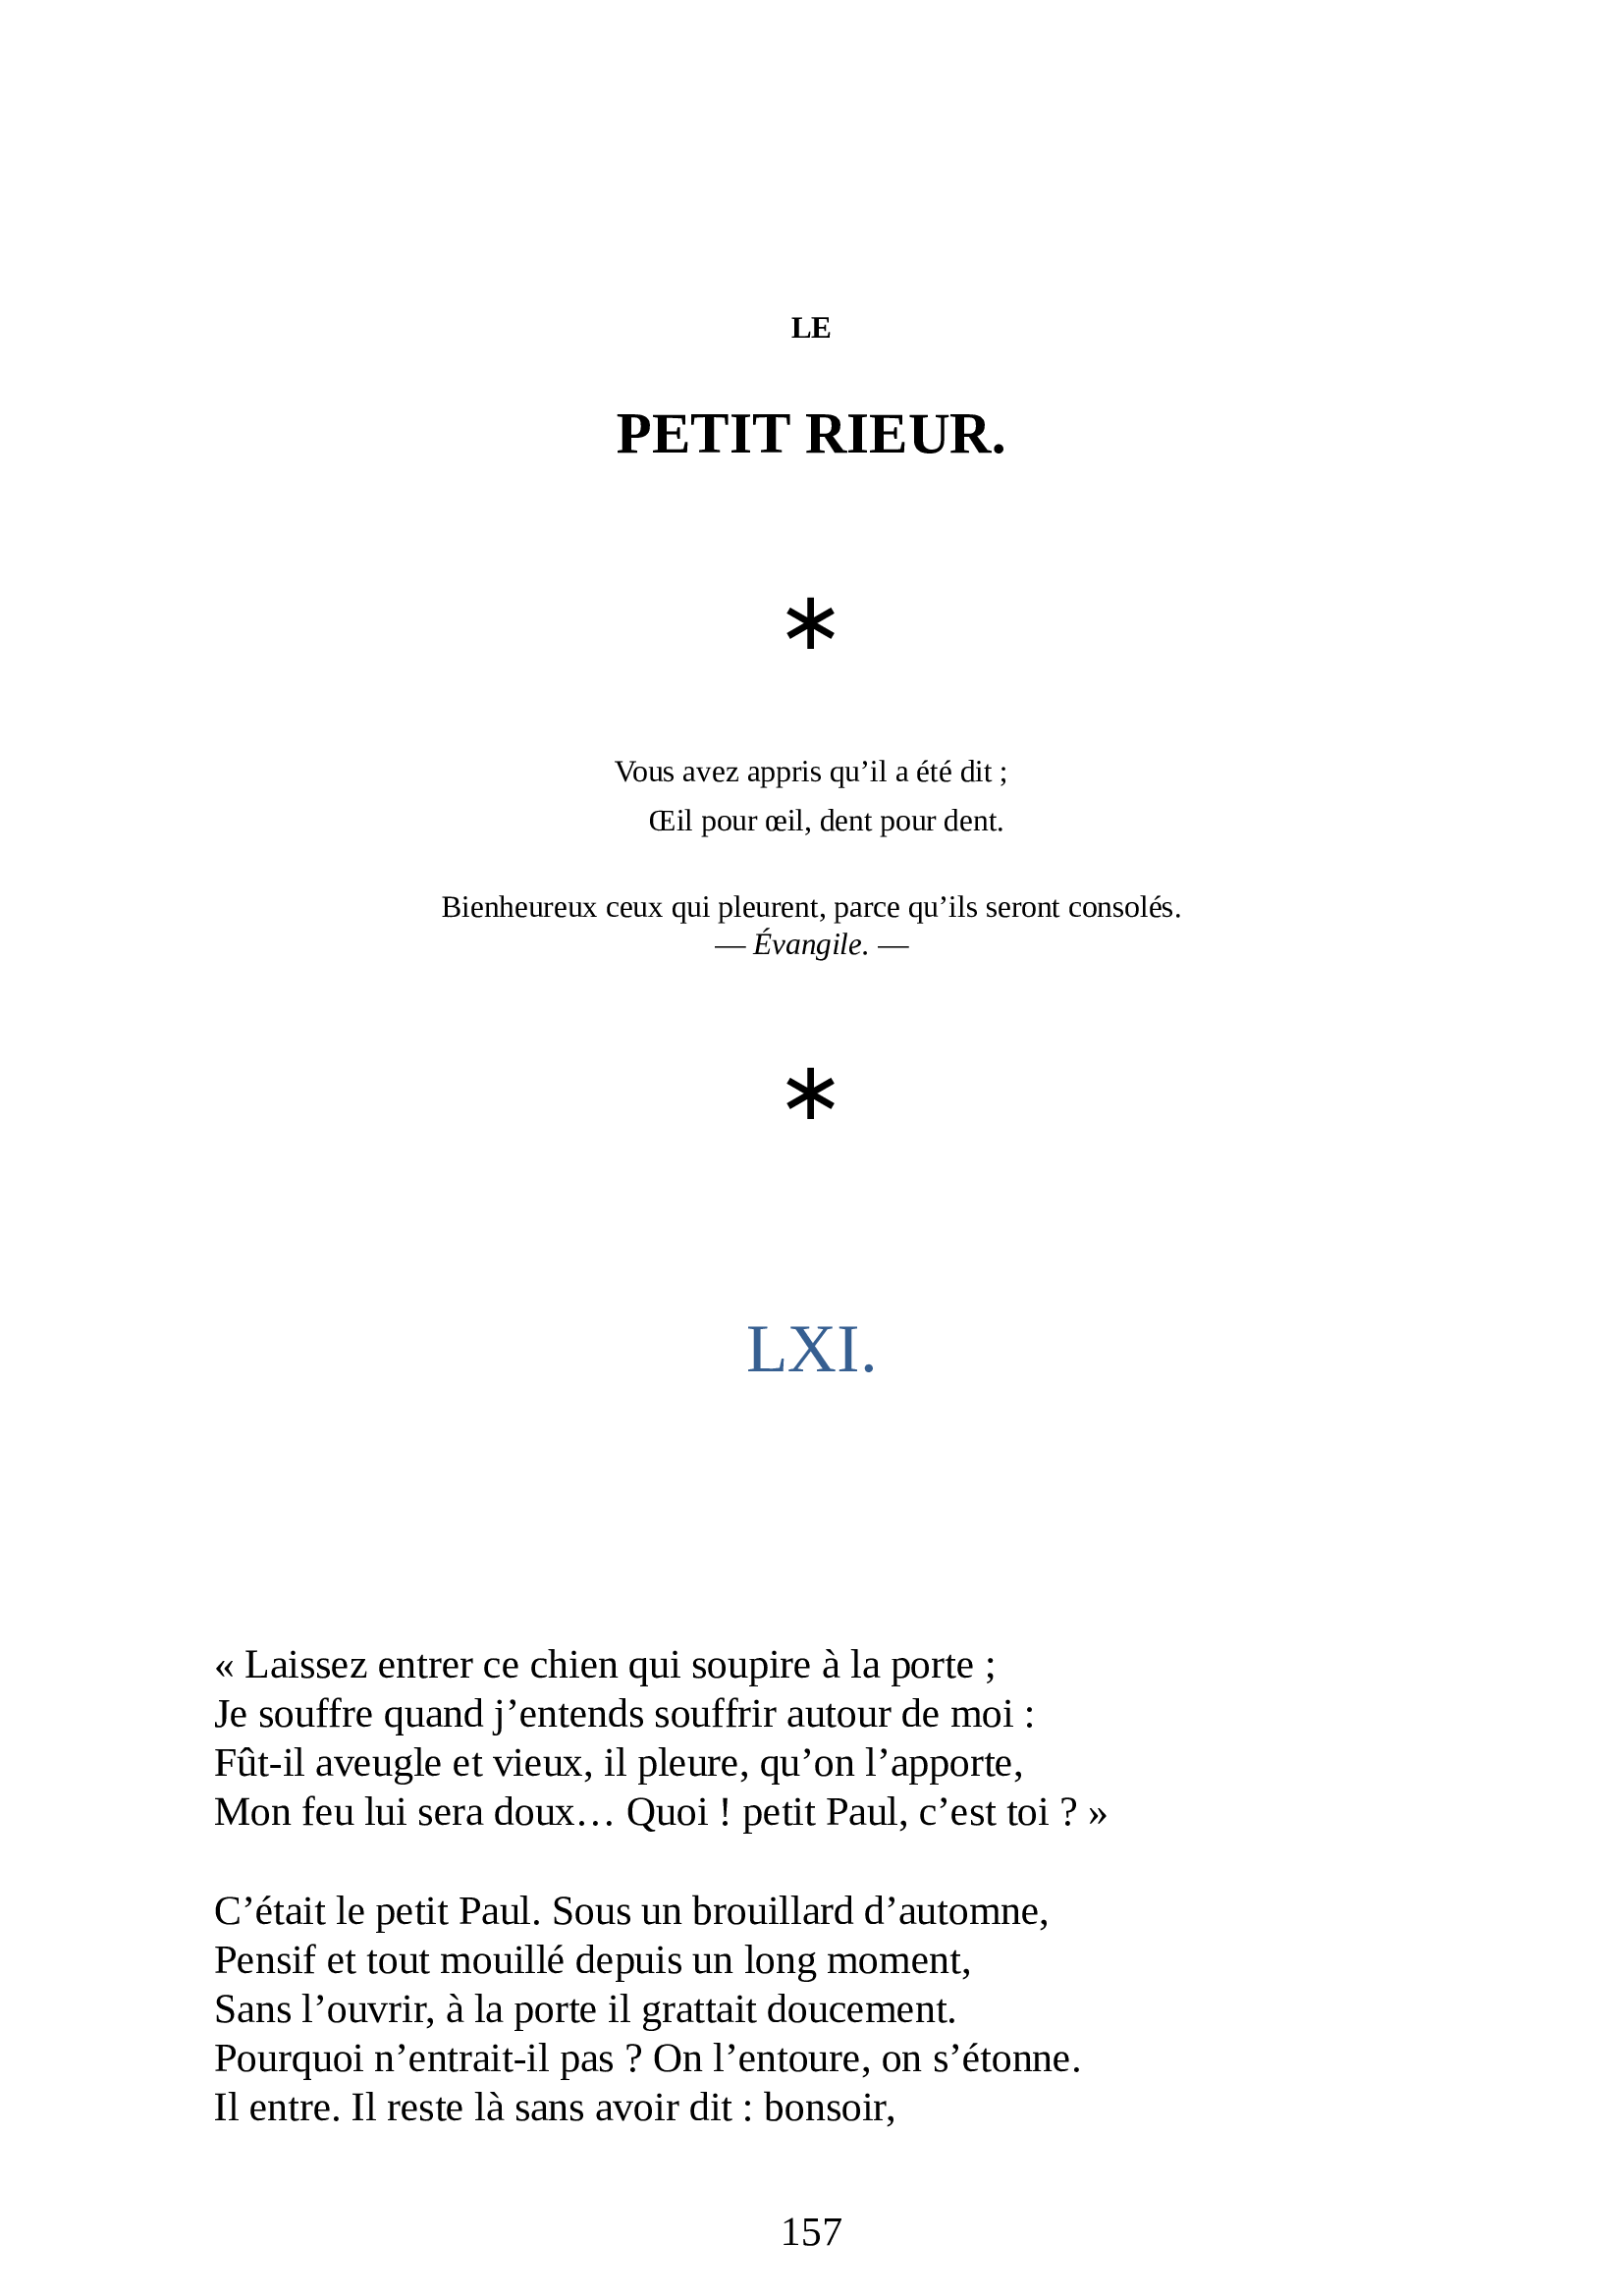 LE
PETIT RIEUR.
*
Vous avez appris qu’il a été dit ;
Œil pour œil, dent pour dent.
Bienheureux ceux qui pleurent, parce qu’ils seront consolés.
— Évangile. —
*
LXI.
« Laissez entrer ce chien qui soupire à la porte ;
Je souffre quand j’entends souffrir autour de moi :
Fût-il aveugle et vieux, il pleure, qu’on l’apporte,
Mon feu lui sera doux… Quoi ! petit Paul, c’est toi ? »
C’était le petit Paul. Sous un brouillard d’automne,
Pensif et tout mouillé depuis un long moment,
Sans l’ouvrir, à la porte il grattait doucement.
Pourquoi n’entrait-il pas ? On l’entoure, on s’étonne.
Il entre. Il reste là sans avoir dit : bonsoir,
157